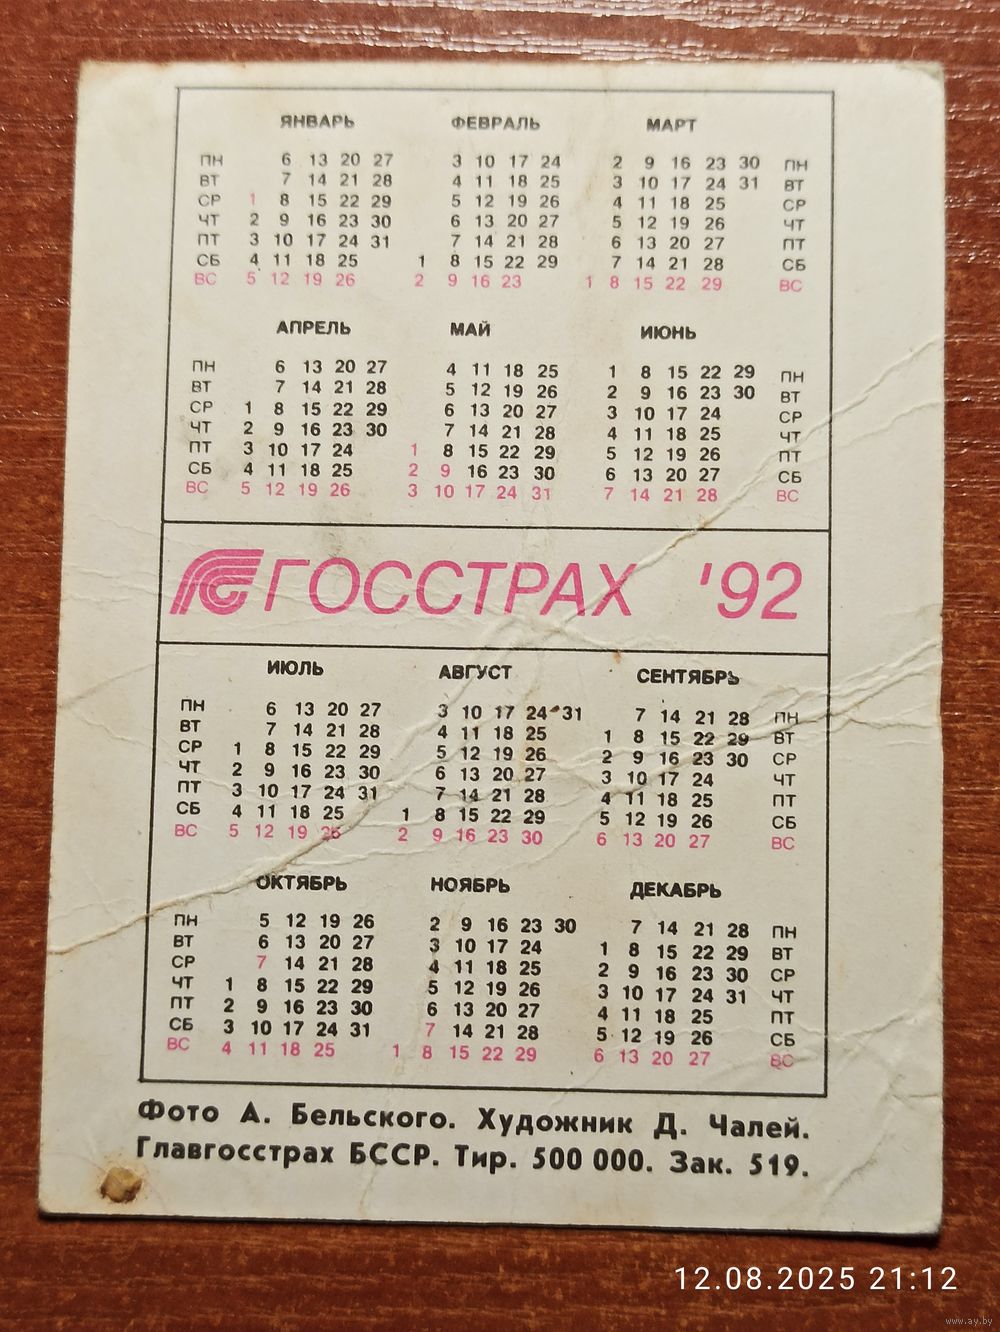 ЯНВАРЬ ФЕВРАЛЬ МАРТ
ПН 6 13 20 27 3 10 17 24 2 9 16 23 30 ПН
ВТ 7 14 21 28 4 11 18 25 3 10 17 24 31 ВТ
СР 1 8 15 22 29 5 12 19 26 4 11 18 25 СР
ЧТ 2 9 16 23 30 6 13 20 27 5 12 19 26 ЧТ
ПТ 3 10 17 24 31 7 14 21 28 6 13 20 27 ПТ
СБ 4 11 18 25 1 8 15 22 29 7 14 21 28 СБ
ВС 5 12 19 26 2 9 16 23 1 8 15 22 29 ВС
АПРЕЛЬ МАЙ ИЮНЬ
ПН 6 13 20 27 4 11 18 25 1 8 15 22 29 ПН
ВТ 7 14 21 28 5 12 19 26 2 9 16 23 30 ВТ
СР 1 8 15 22 29 6 13 20 27 3 10 17 24 СР
ЧТ 2 9 16 23 30 7 14 21 28 4 11 18 25 ЧТ
ПТ 3 10 17 24 1 8 15 22 29 5 12 19 26 ПТ
СБ 4 11 18 25 2 9 16 23 30 6 13 20 27 СБ
ВС 5 12 19 26 3 10 17 24 31 7 14 21 28 ВС
ГС ГОССТРАХ '92
ИЮЛЬ АВГУСТ СЕНТЯБРЬ
ПН 6 13 20 27 3 10 17 24 31 7 14 21 28 ПН
ВТ 7 14 21 28 4 11 18 25 1 8 15 22 29 ВТ
СР 1 8 15 22 29 5 12 19 26 2 9 16 23 30 СР
ЧТ 2 9 16 23 30 6 13 20 27 3 10 17 24 ЧТ
ПТ 3 10 17 24 31 7 14 21 28 4 11 18 25 ПТ
СБ 4 11 18 25 1 8 15 22 29 5 12 19 26 СБ
ВС 5 12 19 26 2 9 16 23 30 6 13 20 27 ВС
ОКТЯБРЬ НОЯБРЬ ДЕКАБРЬ
ПН 5 12 19 26 2 9 16 23 30 7 14 21 28 ПН
ВТ 6 13 20 27 3 10 17 24 1 8 15 22 29 ВТ
СР 7 14 21 28 4 11 18 25 2 9 16 23 30 СР
ЧТ 1 8 15 22 29 5 12 19 26 3 10 17 24 31 ЧТ
ПТ 2 9 16 23 30 6 13 20 27 4 11 18 25 ПТ
СБ 3 10 17 24 31 7 14 21 28 5 12 19 26 СБ
ВС 4 11 18 25 1 8 15 22 29 6 13 20 27 ВС
Фото А. Бельского. Художник Д. Чалей.
Главгосстрах БССР. Тир. 500 000. Зак. 519.
12.08.2025 21:12
www.ay.by